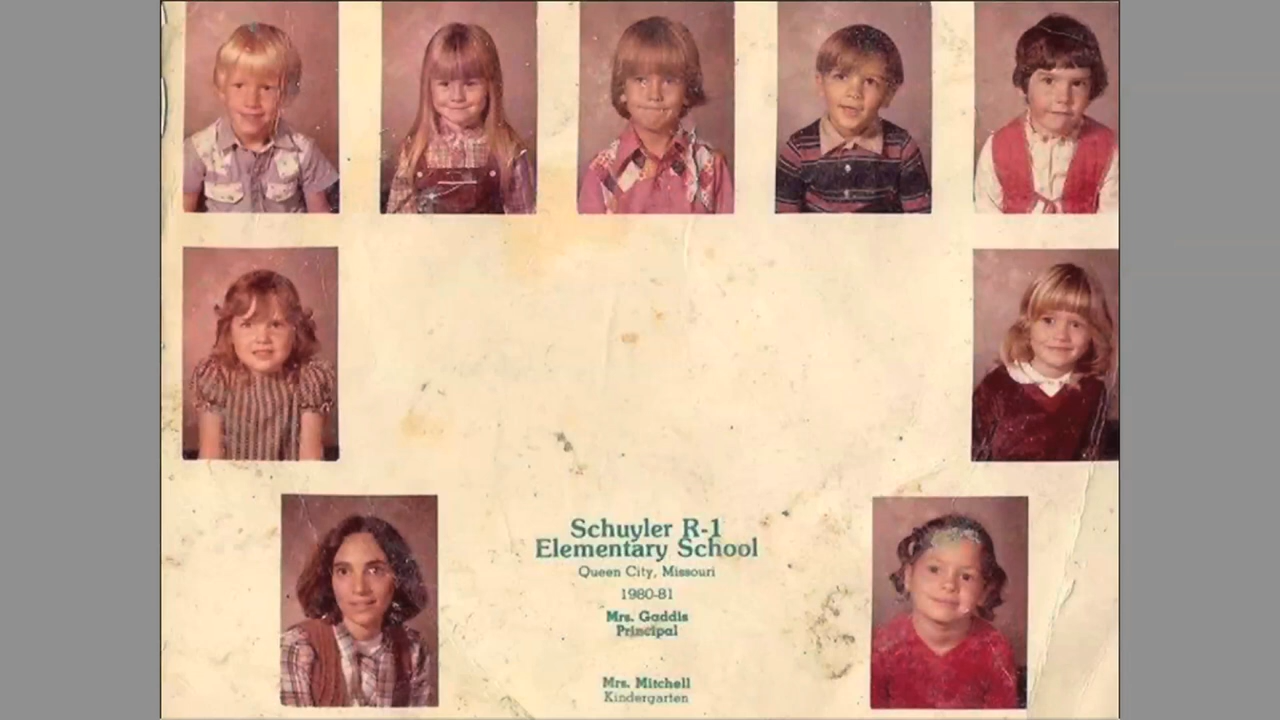 Schuyler R-1
Elementary School
Queen City, Missouri
1980-81
Mrs. Gaddis
Principal
Mrs. Mitchell
Kindergarten